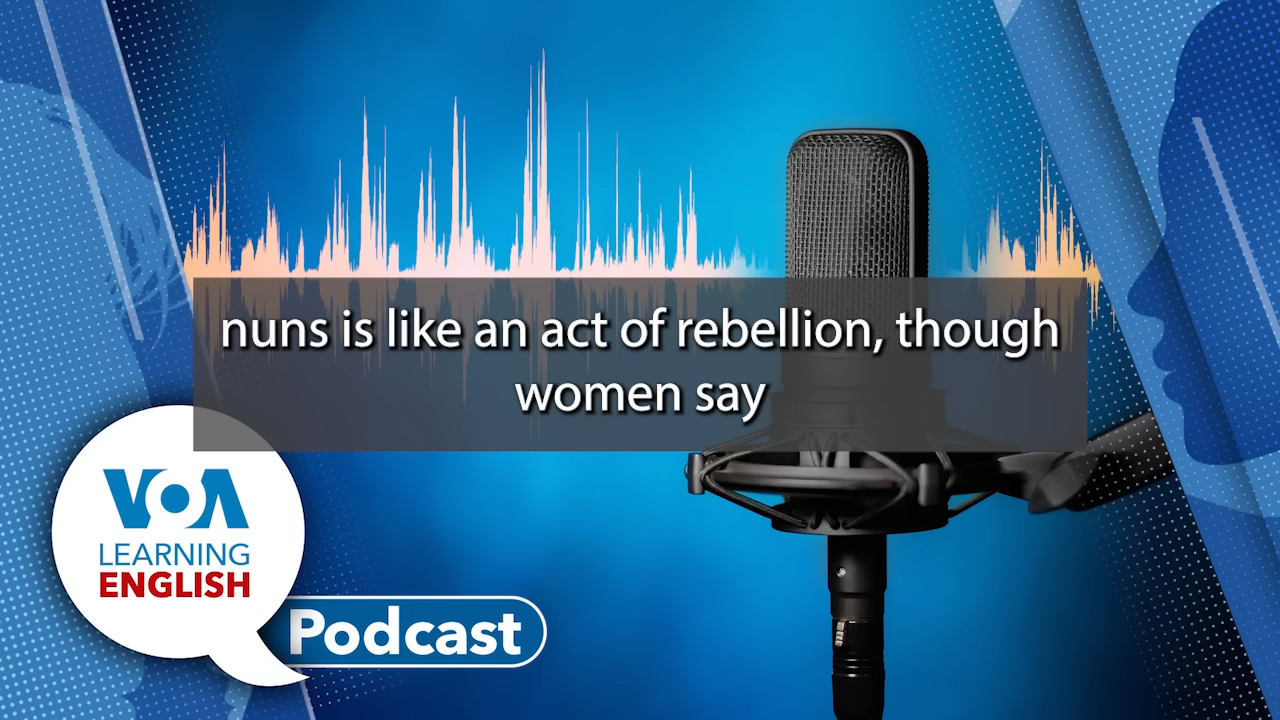 nuns is like an act of rebellion, though
women say
VOA
LEARNING
ENGLISH
Podcast